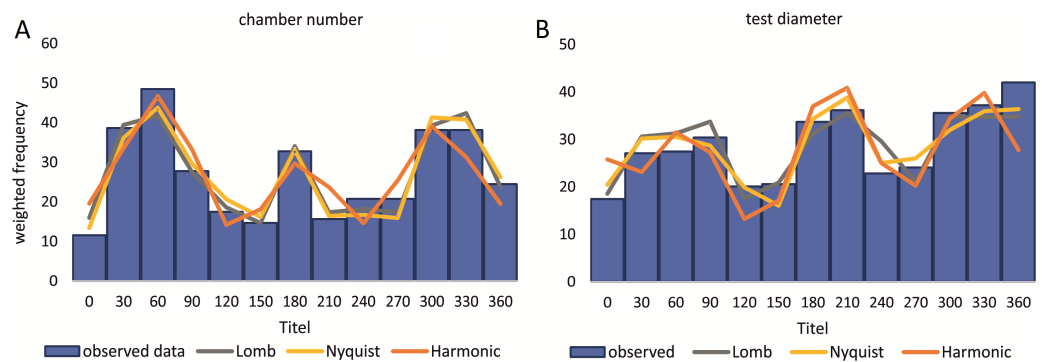 A
chamber number
weighted frequency
60
50
40
30
20
10
0
0 30 60 90 120 150 180 210 240 270 300 330 360
Titel
observed data Lomb Nyquist Harmonic
B
test diameter
50
40
30
20
10
0
0 30 60 90 120 150 180 210 240 270 300 330 360
Titel
observed Lomb Nyquist Harmonic